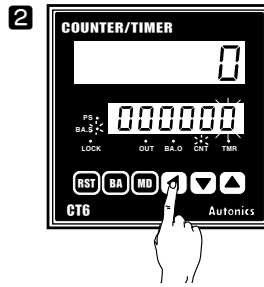 2
COUNTER/TIMER
0
PS
BA.S
000000
LOCK OUT BA.O CNT TMR
RST BA MD
CT6 Autonics